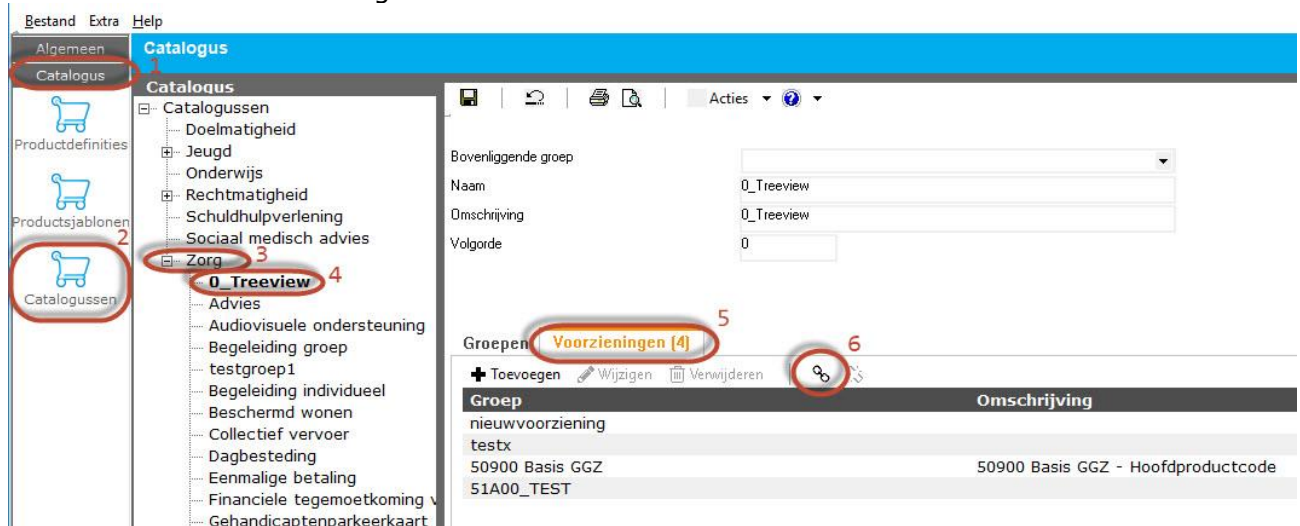 Bestand Extra Help
Algemeen
Catalogus
Catalogus
1
Productdefinities
Productsjablonen
2
Catalogussen
Catalogus
Catalogussen
Doelmatigheid
Jeugd
Onderwijs
Rechtmatigheid
Schuldhulpverlening
Sociaal medisch advies
Zorg 3
0_Treeview 4
Advies
Audiovisuele ondersteuning
Begeleiding groep
testgroep1
Begeleiding individueel
Beschermd wonen
Collectief vervoer
Dagbesteding
Eenmalige betaling
Financiele tegemoetkoming v
Gehandicaptenparkeerkaart
Acties
Bovenliggende groep
Naam 0_Treeview
Omschrijving 0_Treeview
Volgorde 0
Groepen Voorzieningen (4) 5
6
Toevoegen Wijzigen Verwijderen
Groep Omschrijving
nieuwvoorziening
testx
50900 Basis GGZ 50900 Basis GGZ - Hoofdproductcode
51A00_TEST